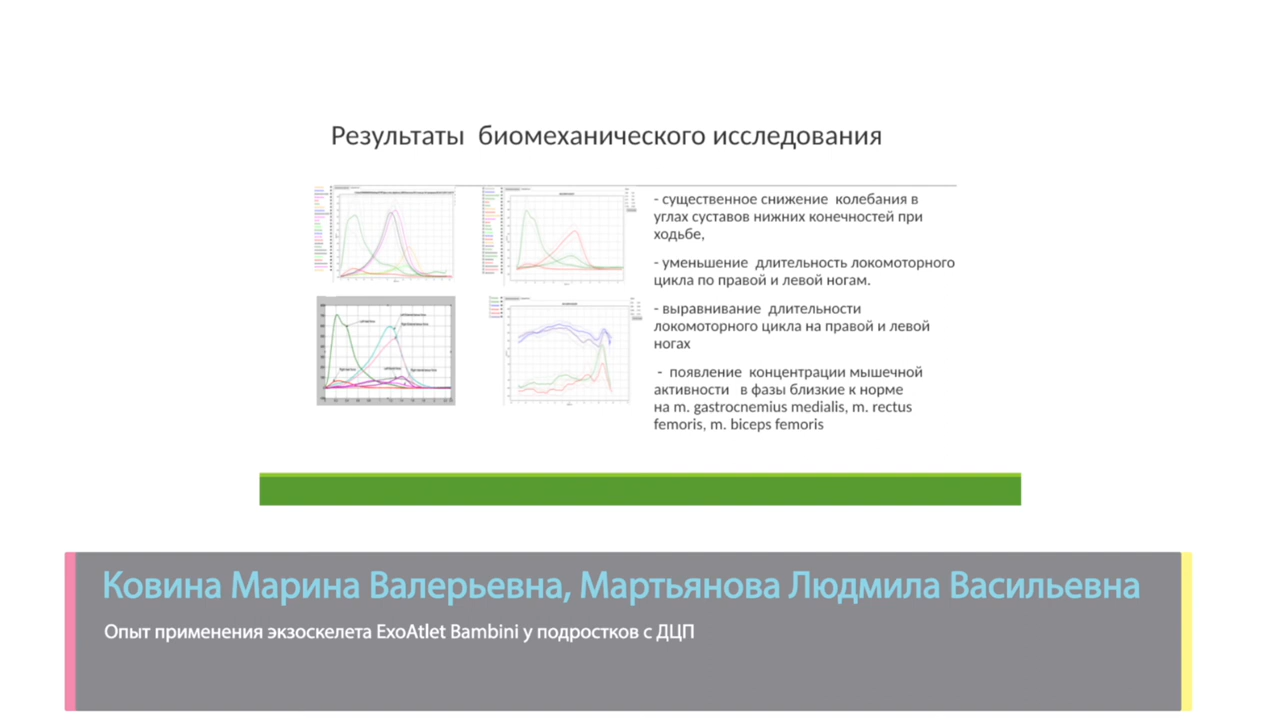 Результаты биомеханического исследования
- существенное снижение колебания в
углах суставов нижних конечностей при
ходьбе,
- уменьшение длительность локомоторного
цикла по правой и левой ногам.
- выравнивание длительности
локомоторного цикла на правой и левой
ногах
- появление концентрации мышечной
активности в фазы близкие к норме
на m. gastrocnemius medialis, m. rectus
femoris, m. biceps femoris
Ковина Марина Валерьевна, Мартьянова Людмила Васильевна
Опыт применения экзоскелета ExoAtlet Bambini у подростков с ДЦП